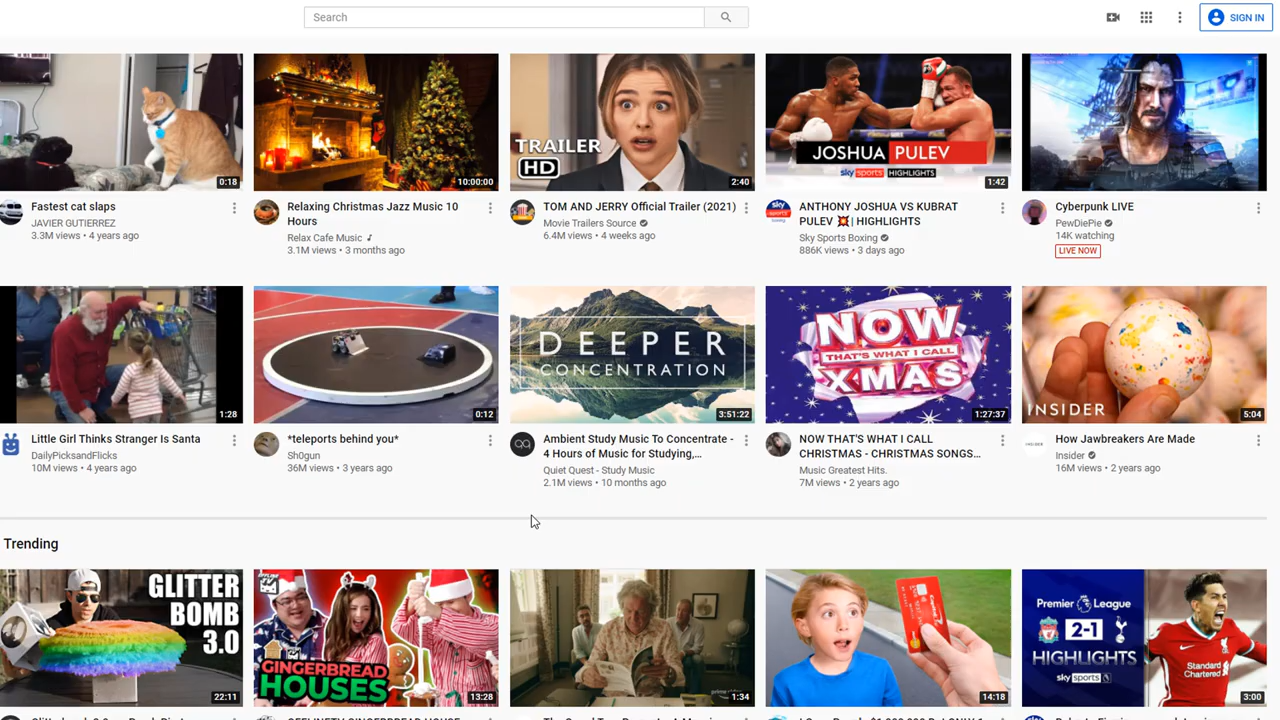 Search
SIGN IN
0:18
10:00:00
TRAILER
HD
2:40
JOSHUA PULEV
sky sports HIGHLIGHTS
1:42
Fastest cat slaps
JAVIER GUTIERREZ
3.3M views • 4 years ago
Relaxing Christmas Jazz Music 10
Hours
Relax Cafe Music
3.1M views • 3 months ago
TOM AND JERRY Official Trailer (2021)
Movie Trailers Source
6.4M views • 4 weeks ago
sky
sports
ANTHONY JOSHUA VS KUBRAT
PULEV 💥 | HIGHLIGHTS
Sky Sports Boxing
886K views • 3 days ago
Cyberpunk LIVE
PewDiePie
14K watching
LIVE NOW
1:28
0:12
DEEPER
CONCENTRATION
3:51:22
NOW
THAT'S WHAT I CALL
XMAS
1:27:37
INSIDER
5:04
Little Girl Thinks Stranger Is Santa
DailyPicksandFlicks
10M views • 4 years ago
*teleports behind you*
Sh0gun
36M views • 3 years ago
Ambient Study Music To Concentrate -
4 Hours of Music for Studying,...
Quiet Quest - Study Music
2.1M views • 10 months ago
NOW THAT'S WHAT I CALL
CHRISTMAS - CHRISTMAS SONGS...
Music Greatest Hits.
7M views • 2 years ago
How Jawbreakers Are Made
Insider
16M views • 2 years ago
Trending
GLITTER
BOMB
3.0
22:11
GINGERBREAD
HOUSES
13:28
prime video
1:34
14:18
Premier League
2-1
HIGHLIGHTS
sky sports
Standard
Chartered
3:00